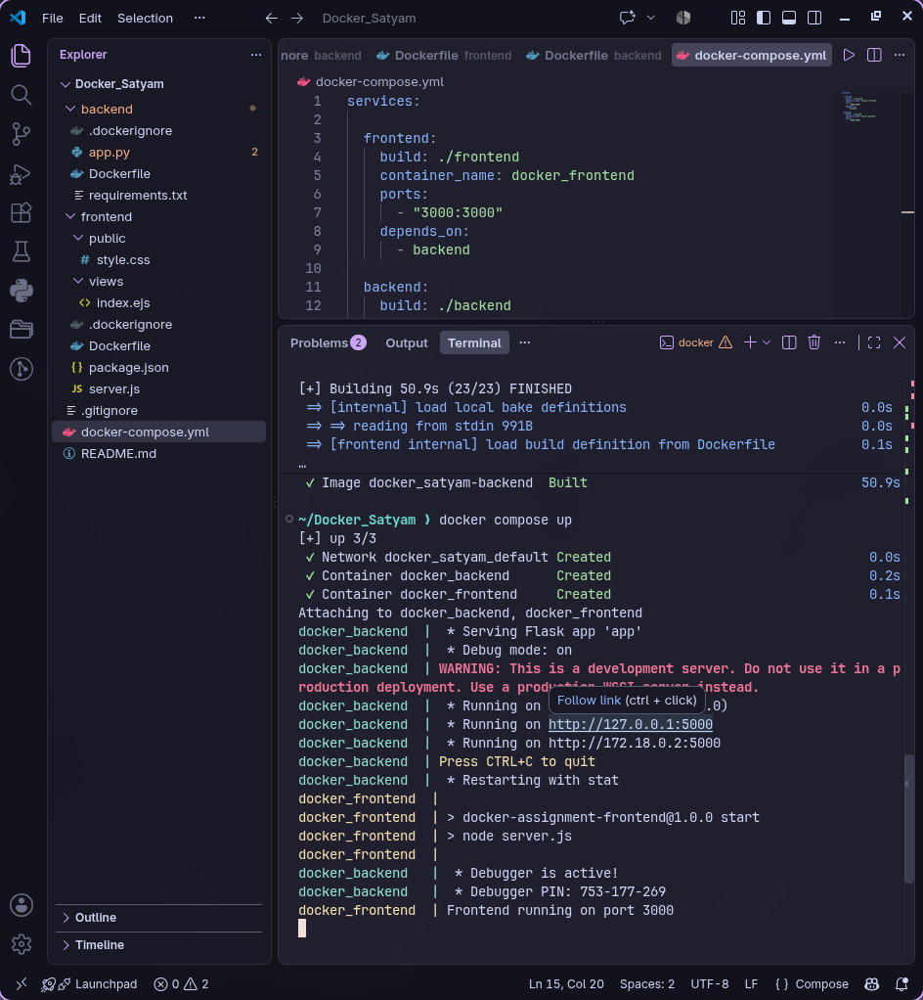 File Edit Selection ··· Docker_Satyam
Explorer ···
Docker_Satyam
backend
.dockerignore
app.py 2
Dockerfile
requirements.txt
frontend
public
# style.css
views
<> index.ejs
.dockerignore
Dockerfile
{} package.json
JS server.js
.gitignore
docker-compose.yml
README.md
Outline
Timeline
nore backend Dockerfile frontend Dockerfile backend docker-compose.yml ···
docker-compose.yml
1 services:
2
3 frontend:
4 build: ./frontend
5 container_name: docker_frontend
6 ports:
7 - "3000:3000"
8 depends_on:
9 - backend
10
11 backend:
12 build: ./backend
Problems 2 Output Terminal ··· docker ···
[+] Building 50.9s (23/23) FINISHED
=> [internal] load local bake definitions 0.0s
=> => reading from stdin 991B 0.0s
=> [frontend internal] load build definition from Dockerfile 0.1s
…
✓ Image docker_satyam-backend Built 50.9s
~/Docker_Satyam ❯ docker compose up
[+] up 3/3
✓ Network docker_satyam_default Created 0.0s
✓ Container docker_backend Created 0.2s
✓ Container docker_frontend Created 0.1s
Attaching to docker_backend, docker_frontend
docker_backend | * Serving Flask app 'app'
docker_backend | * Debug mode: on
docker_backend | WARNING: This is a development server. Do not use it in a p
roduction deployment. Use a production WSGI server instead.
Follow link (ctrl + click)
docker_backend | * Running on .0)
docker_backend | * Running on http://127.0.0.1:5000
docker_backend | * Running on http://172.18.0.2:5000
docker_backend | Press CTRL+C to quit
docker_backend | * Restarting with stat
docker_frontend |
docker_frontend | > docker-assignment-frontend@1.0.0 start
docker_frontend | > node server.js
docker_frontend |
docker_backend | * Debugger is active!
docker_backend | * Debugger PIN: 753-177-269
docker_frontend | Frontend running on port 3000
Launchpad 0 2 Ln 15, Col 20 Spaces: 2 UTF-8 LF {} Compose